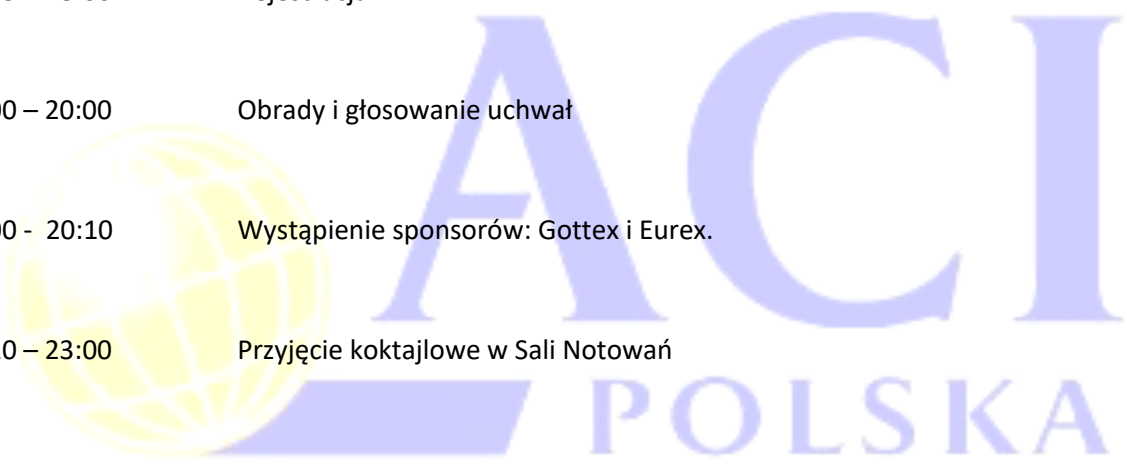 00 – 20:00 Obrady i głosowanie uchwał
00 - 20:10 Wystąpienie sponsorów: Gottex i Eurex.
0 – 23:00 Przyjęcie koktajlowe w Sali Notowań
ACI
POLSKA